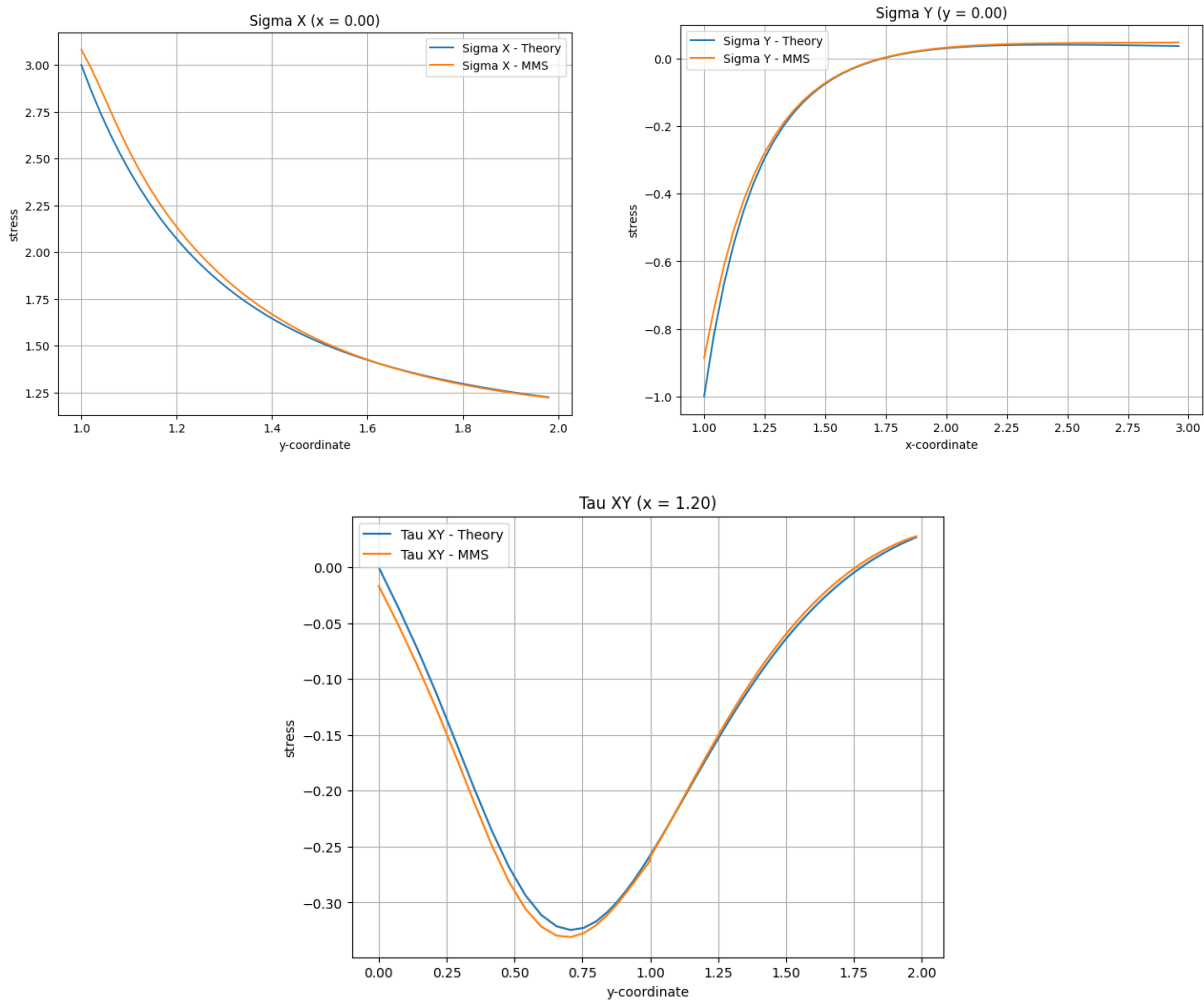 Sigma X (x = 0.00)
Sigma X - Theory
Sigma X - MMS
3.00
2.75
2.50
2.25
2.00
1.75
1.50
1.25
stress
1.0 1.2 1.4 1.6 1.8 2.0
y-coordinate
Sigma Y (y = 0.00)
Sigma Y - Theory
Sigma Y - MMS
0.0
−0.2
−0.4
−0.6
−0.8
−1.0
stress
1.00 1.25 1.50 1.75 2.00 2.25 2.50 2.75 3.00
x-coordinate
Tau XY (x = 1.20)
Tau XY - Theory
Tau XY - MMS
0.00
−0.05
−0.10
−0.15
−0.20
−0.25
−0.30
stress
0.00 0.25 0.50 0.75 1.00 1.25 1.50 1.75 2.00
y-coordinate